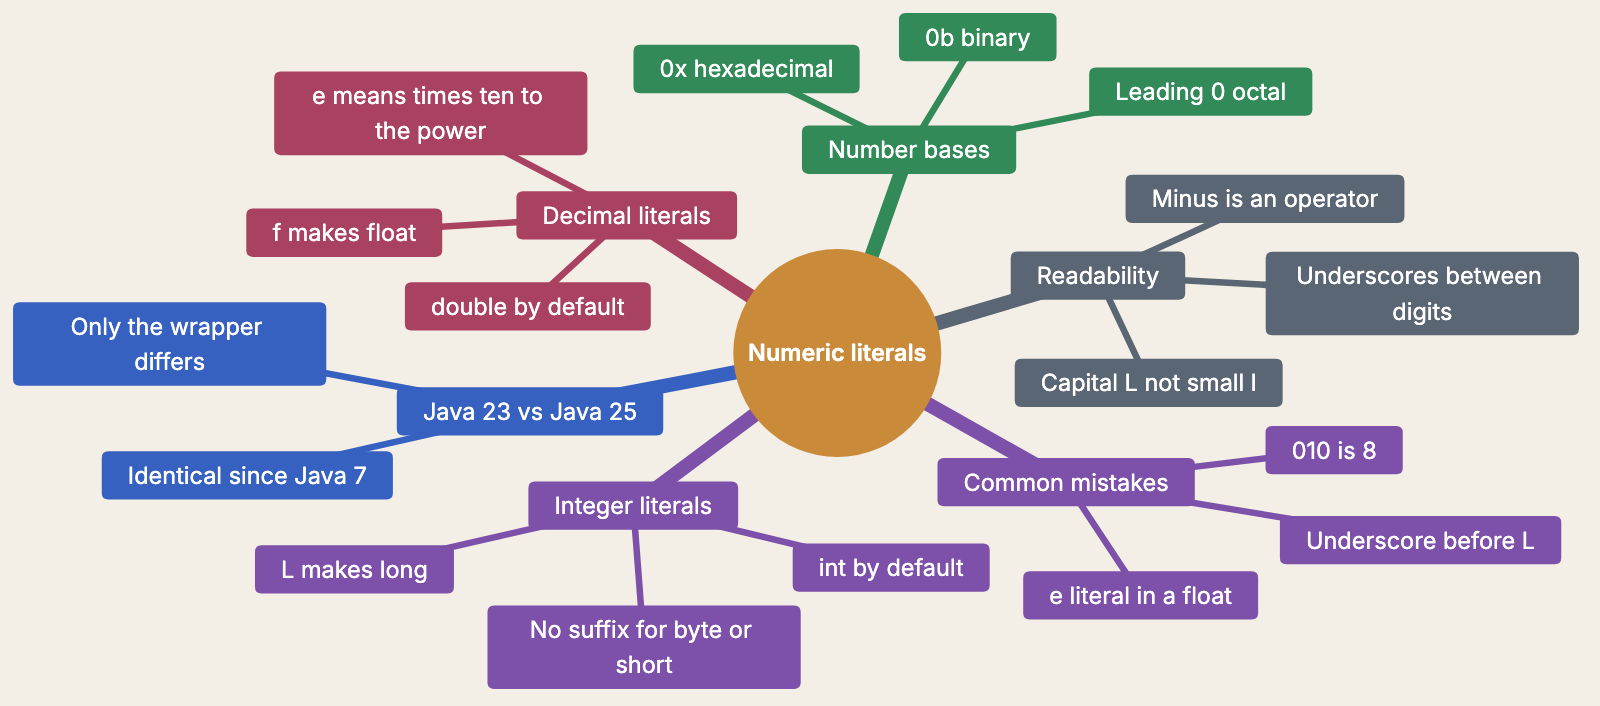 0b binary
0x hexadecimal
Leading 0 octal
Number bases
e means times ten to
the power
Decimal literals
f makes float
double by default
Minus is an operator
Readability
Underscores between
digits
Capital L not small l
Numeric literals
Only the wrapper
differs
Java 23 vs Java 25
Identical since Java 7
Integer literals
L makes long
int by default
No suffix for byte or
short
Common mistakes
010 is 8
Underscore before L
e literal in a float